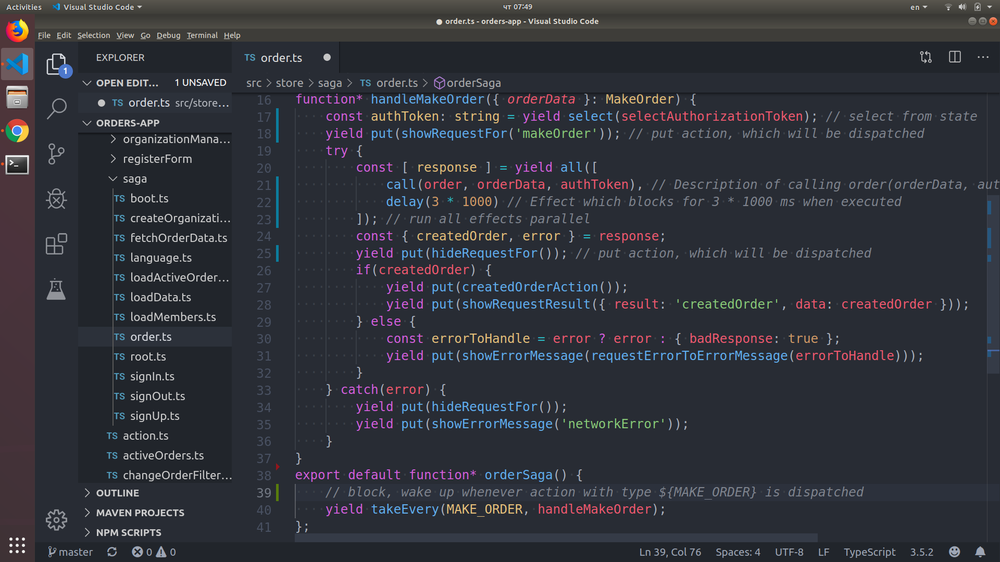 Activities Visual Studio Code чт 07:49 en
● order.ts - orders-app - Visual Studio Code
File Edit Selection View Go Debug Terminal Help
1
EXPLORER
OPEN EDIT... 1 UNSAVED
TS order.ts src/store...
ORDERS-APP
organizationMana...
registerForm
saga
TS boot.ts
TS createOrganizati...
TS fetchOrderData.ts
TS language.ts
TS loadActiveOrder...
TS loadData.ts
TS loadMembers.ts
TS order.ts
TS root.ts
TS signIn.ts
TS signOut.ts
TS signUp.ts
TS action.ts
TS activeOrders.ts
TS changeOrderFilter...
OUTLINE
MAVEN PROJECTS
NPM SCRIPTS
TS order.ts
src > store > saga > TS order.ts > orderSaga
16 function* handleMakeOrder({ orderData }: MakeOrder) {
17 const authToken: string = yield select(selectAuthorizationToken); // select from state
18 yield put(showRequestFor('makeOrder')); // put action, which will be dispatched
19 try {
20 const [ response ] = yield all([
21 call(order, orderData, authToken), // Description of calling order(orderData, aut
22 delay(3 * 1000) // Effect which blocks for 3 * 1000 ms when executed
23 ]); // run all effects parallel
24 const { createdOrder, error } = response;
25 yield put(hideRequestFor()); // put action, which will be dispatched
26 if(createdOrder) {
27 yield put(createdOrderAction());
28 yield put(showRequestResult({ result: 'createdOrder', data: createdOrder }));
29 } else {
30 const errorToHandle = error ? error : { badResponse: true };
31 yield put(showErrorMessage(requestErrorToErrorMessage(errorToHandle)));
32 }
33 } catch(error) {
34 yield put(hideRequestFor());
35 yield put(showErrorMessage('networkError'));
36 }
37 }
38 export default function* orderSaga() {
39 // block, wake up whenever action with type ${MAKE_ORDER} is dispatched
40 yield takeEvery(MAKE_ORDER, handleMakeOrder);
41 };
master 0 0 Ln 39, Col 76 Spaces: 4 UTF-8 LF TypeScript 3.5.2